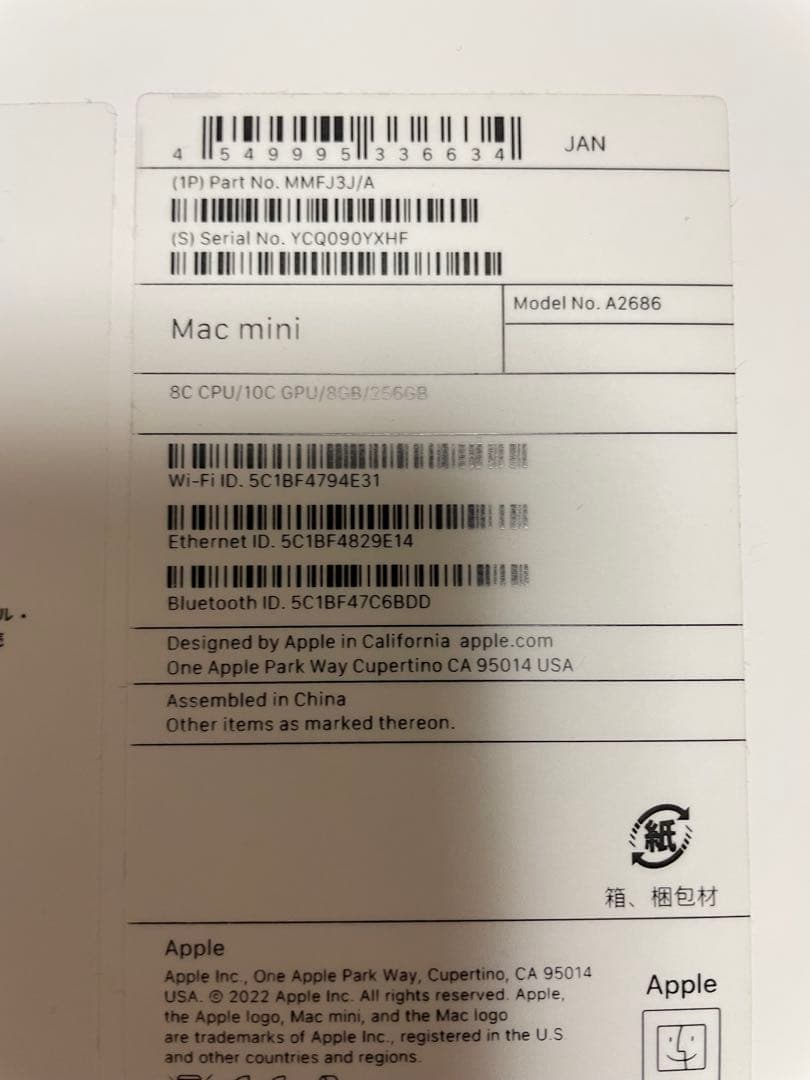 4 549995 336634
JAN
(1P) Part No. MMFJ3J/A
(S) Serial No. YCQ090YXHF
Mac mini
Model No. A2686
8C CPU/10C GPU/8GB/256GB
Wi-Fi ID. 5C1BF4794E31
Ethernet ID. 5C1BF4829E14
Bluetooth ID. 5C1BF47C6BDD
Designed by Apple in California apple.com
One Apple Park Way Cupertino CA 95014 USA
Assembled in China
Other items as marked thereon.
紙
箱、梱包材
Apple
Apple Inc., One Apple Park Way, Cupertino, CA 95014
USA. Ⓟ 2022 Apple Inc. All rights reserved. Apple,
the Apple logo, Mac mini, and the Mac logo
are trademarks of Apple Inc., registered in the U.S
and other countries and regions.
Apple
ル・